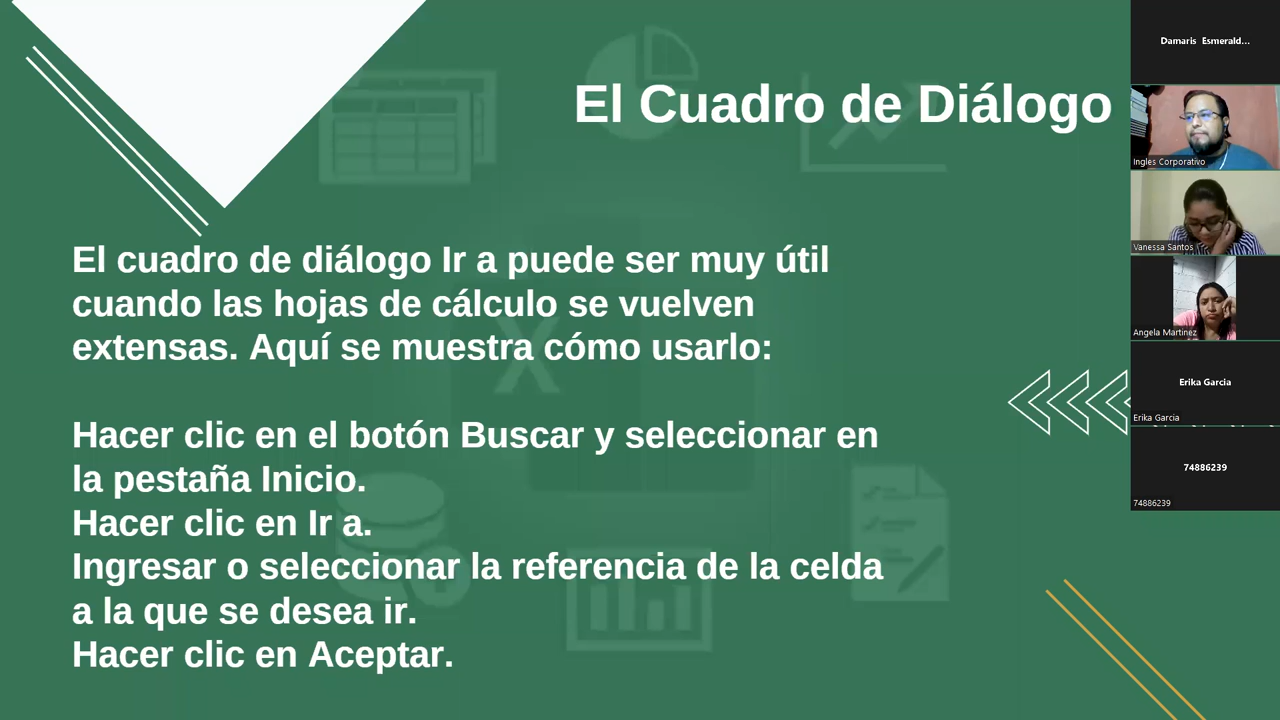 El Cuadro de Diálogo
El cuadro de diálogo Ir a puede ser muy útil
cuando las hojas de cálculo se vuelven
extensas. Aquí se muestra cómo usarlo:
Hacer clic en el botón Buscar y seleccionar en
la pestaña Inicio.
Hacer clic en Ir a.
Ingresar o seleccionar la referencia de la celda
a la que se desea ir.
Hacer clic en Aceptar.
X
Damaris Esmerald...
Ingles Corporativo
Vanessa Santos
Angela Martinez
Erika Garcia
Erika Garcia
74886239
74886239